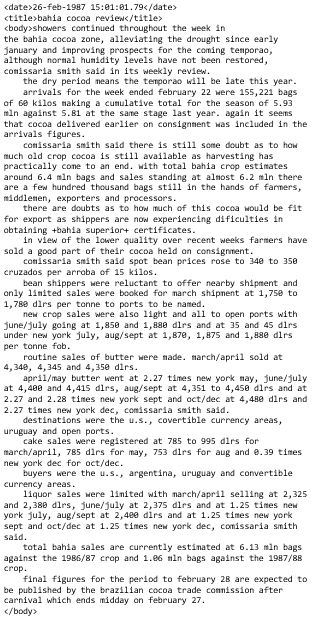 <date>26-feb-1987 15:01:01.79</date>
<title>bahia cocoa review</title>
<body>showers continued throughout the week in
the bahia cocoa zone, alleviating the drought since early
january and improving prospects for the coming temporao,
although normal humidity levels have not been restored,
comissaria smith said in its weekly review.
the dry period means the temporao will be late this year.
arrivals for the week ended february 22 were 155,221 bags
of 60 kilos making a cumulative total for the season of 5.93
mln against 5.81 at the same stage last year. again it seems
that cocoa delivered earlier on consignment was included in the
arrivals figures.
comissaria smith said there is still some doubt as to how
much old crop cocoa is still available as harvesting has
practically come to an end. with total bahia crop estimates
around 6.4 mln bags and sales standing at almost 6.2 mln there
are a few hundred thousand bags still in the hands of farmers,
middlemen, exporters and processors.
there are doubts as to how much of this cocoa would be fit
for export as shippers are now experiencing dificulties in
obtaining +bahia superior+ certificates.
in view of the lower quality over recent weeks farmers have
sold a good part of their cocoa held on consignment.
comissaria smith said spot bean prices rose to 340 to 350
cruzados per arroba of 15 kilos.
bean shippers were reluctant to offer nearby shipment and
only limited sales were booked for march shipment at 1,750 to
1,780 dlrs per tonne to ports to be named.
new crop sales were also light and all to open ports with
june/july going at 1,850 and 1,880 dlrs and at 35 and 45 dlrs
under new york july, aug/sept at 1,870, 1,875 and 1,880 dlrs
per tonne fob.
routine sales of butter were made. march/april sold at
4,340, 4,345 and 4,350 dlrs.
april/may butter went at 2.27 times new york may, june/july
at 4,400 and 4,415 dlrs, aug/sept at 4,351 to 4,450 dlrs and at
2.27 and 2.28 times new york sept and oct/dec at 4,480 dlrs and
2.27 times new york dec, comissaria smith said.
destinations were the u.s., covertible currency areas,
uruguay and open ports.
cake sales were registered at 785 to 995 dlrs for
march/april, 785 dlrs for may, 753 dlrs for aug and 0.39 times
new york dec for oct/dec.
buyers were the u.s., argentina, uruguay and convertible
currency areas.
liquor sales were limited with march/april selling at 2,325
and 2,380 dlrs, june/july at 2,375 dlrs and at 1.25 times new
york july, aug/sept at 2,400 dlrs and at 1.25 times new york
sept and oct/dec at 1.25 times new york dec, comissaria smith
said.
total bahia sales are currently estimated at 6.13 mln bags
against the 1986/87 crop and 1.06 mln bags against the 1987/88
crop.
final figures for the period to february 28 are expected to
be published by the brazilian cocoa trade commission after
carnival which ends midday on february 27.
</body>